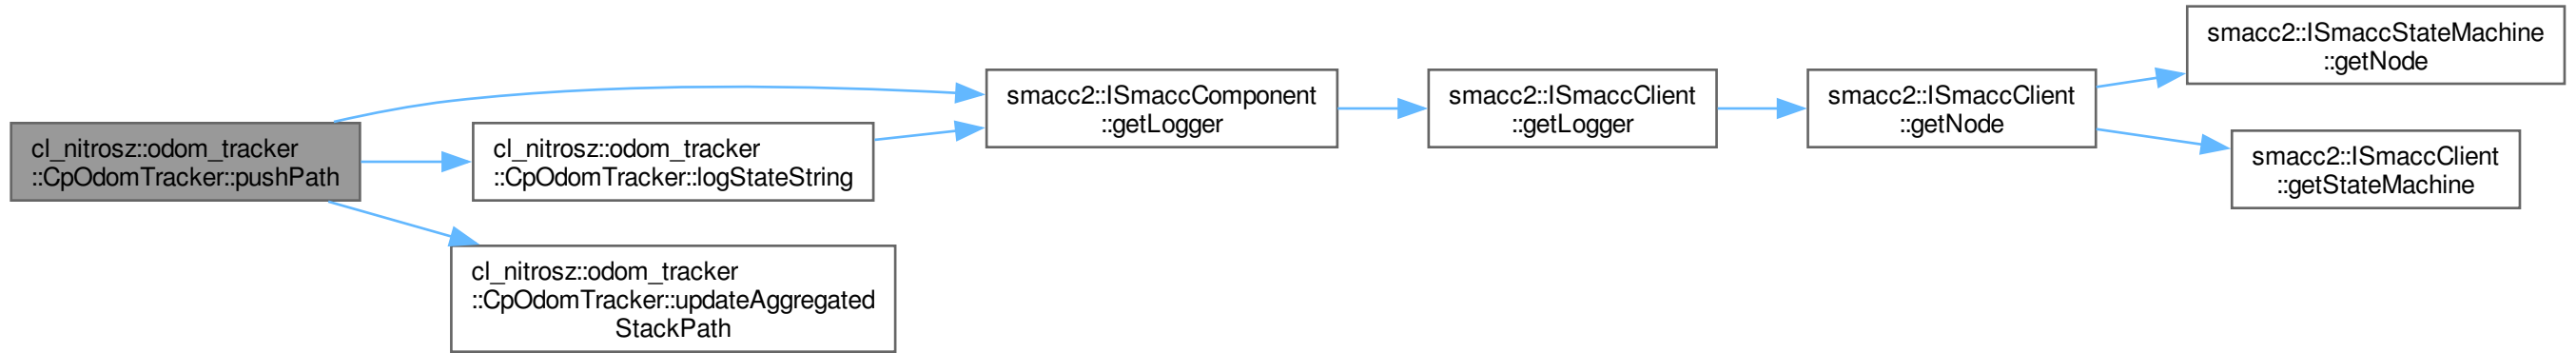 cl_nitrosz::odom_tracker
::CpOdomTracker::pushPath
cl_nitrosz::odom_tracker
::CpOdomTracker::logStateString
cl_nitrosz::odom_tracker
::CpOdomTracker::updateAggregated
StackPath
smacc2::ISmaccComponent
::getLogger
smacc2::ISmaccClient
::getLogger
smacc2::ISmaccClient
::getNode
smacc2::ISmaccStateMachine
::getNode
smacc2::ISmaccClient
::getStateMachine